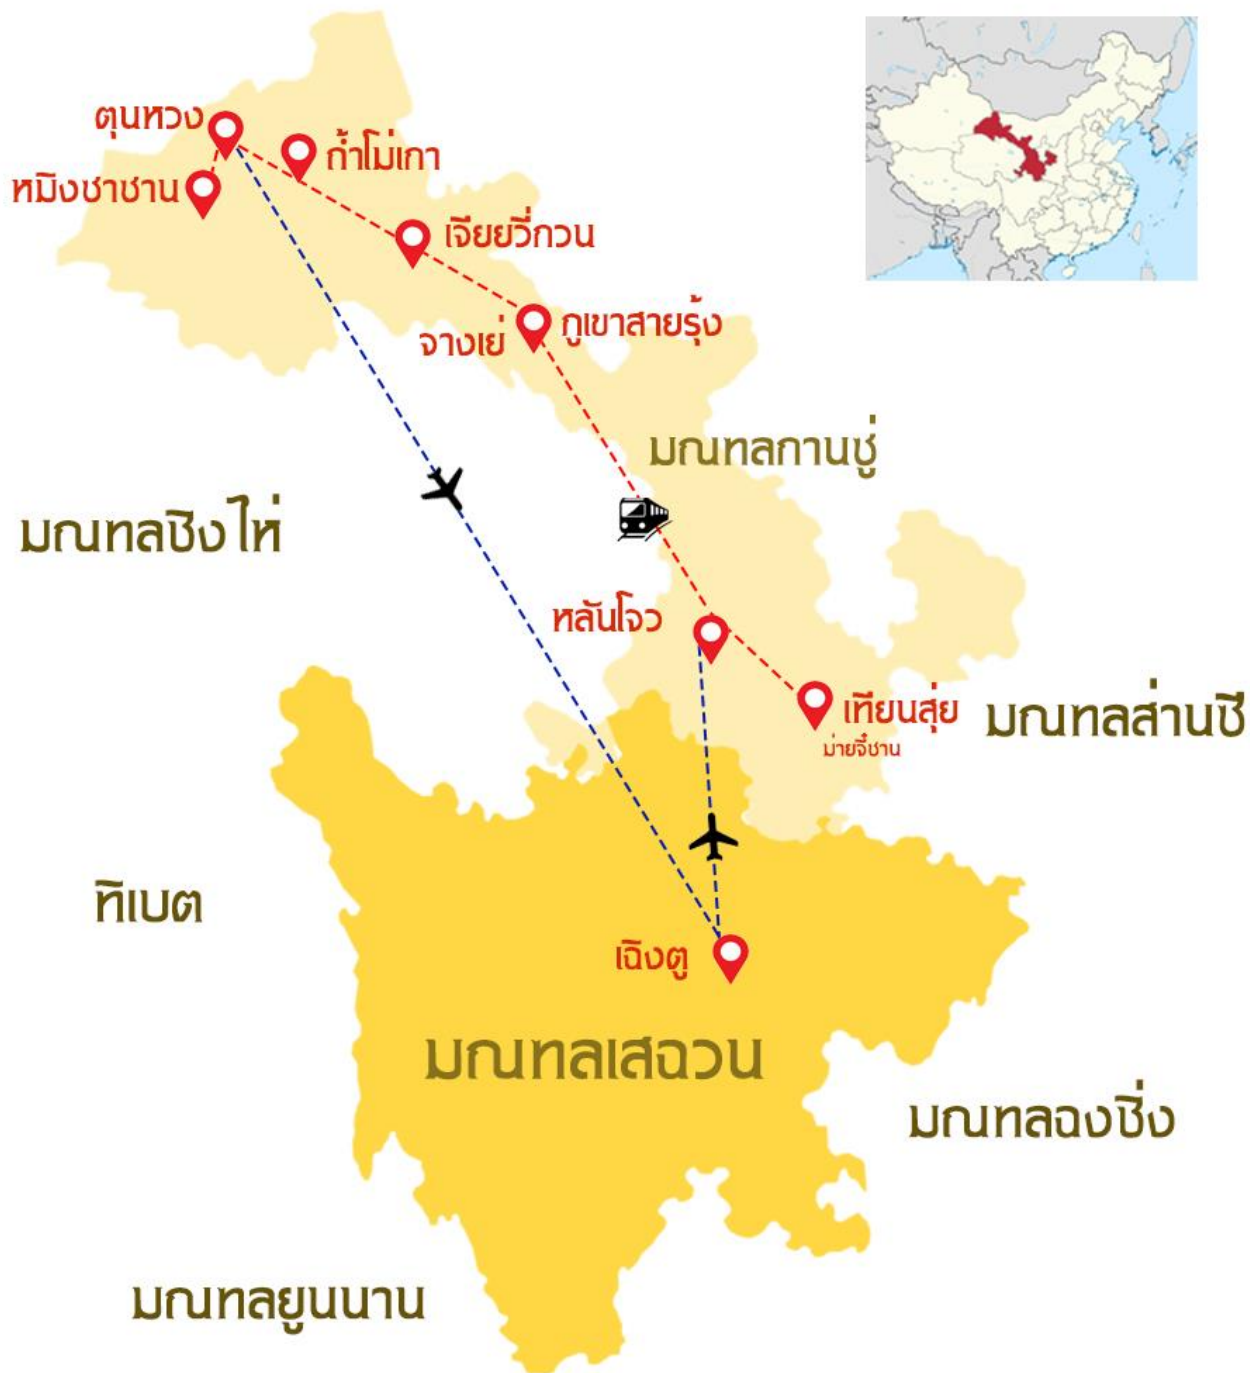 ตุนหวง
ถ้ำโม่เกา
หมิงซาซาน
เจียยวี่กวน
ภูเขาสายรุ้ง
จางเย่
มณฑลกานซู่
มณฑลชิงไห่
หลันโจว
เทียนสุ่ย
ม่ายจี๋ซาน
มณฑลส่านซี
ทิเบต
เฉิงตู
มณฑลเสฉวน
มณฑลฉงชิ่ง
มณฑลยูนนาน